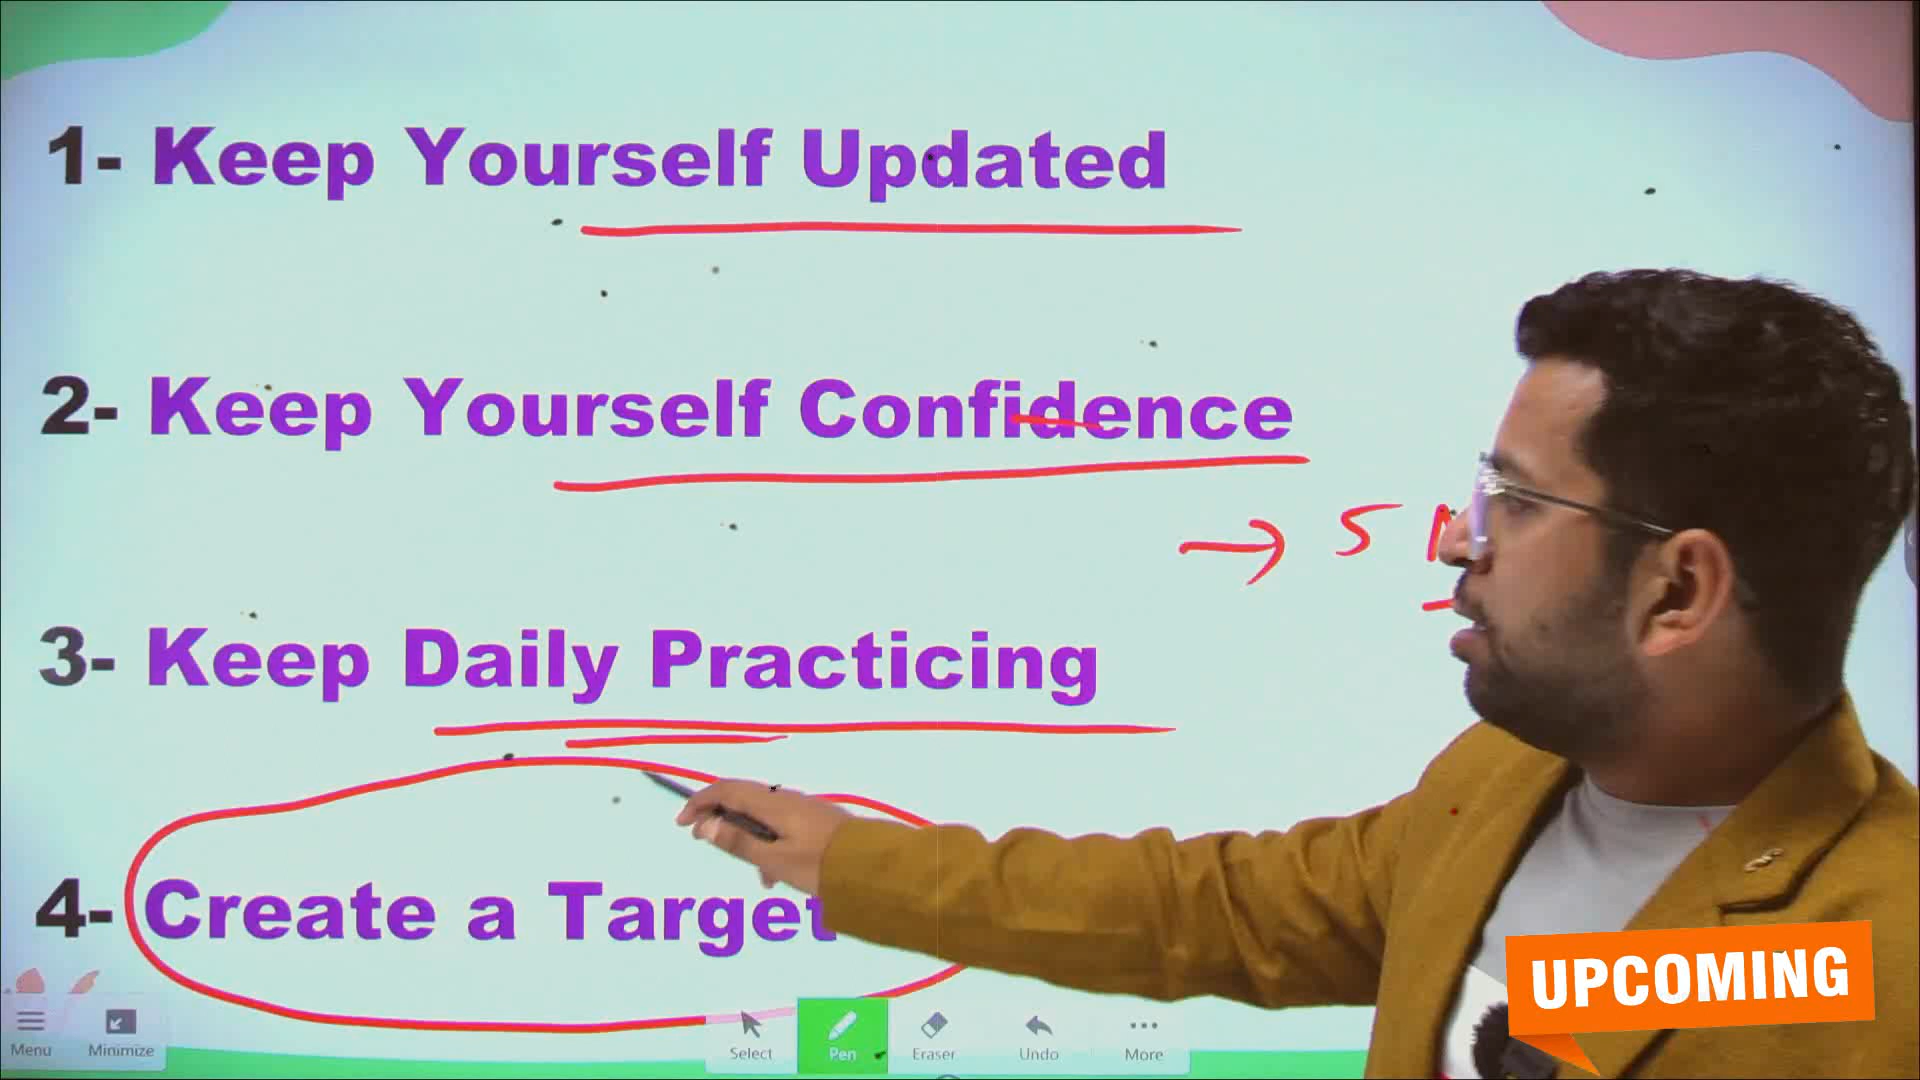 1- Keep Yourself Updated
2- Keep Yourself Confidence
→ 5
3- Keep Daily Practicing
4- Create a Target
UPCOMING
Menu
Minimize
Select
Pen
Eraser
Undo
More